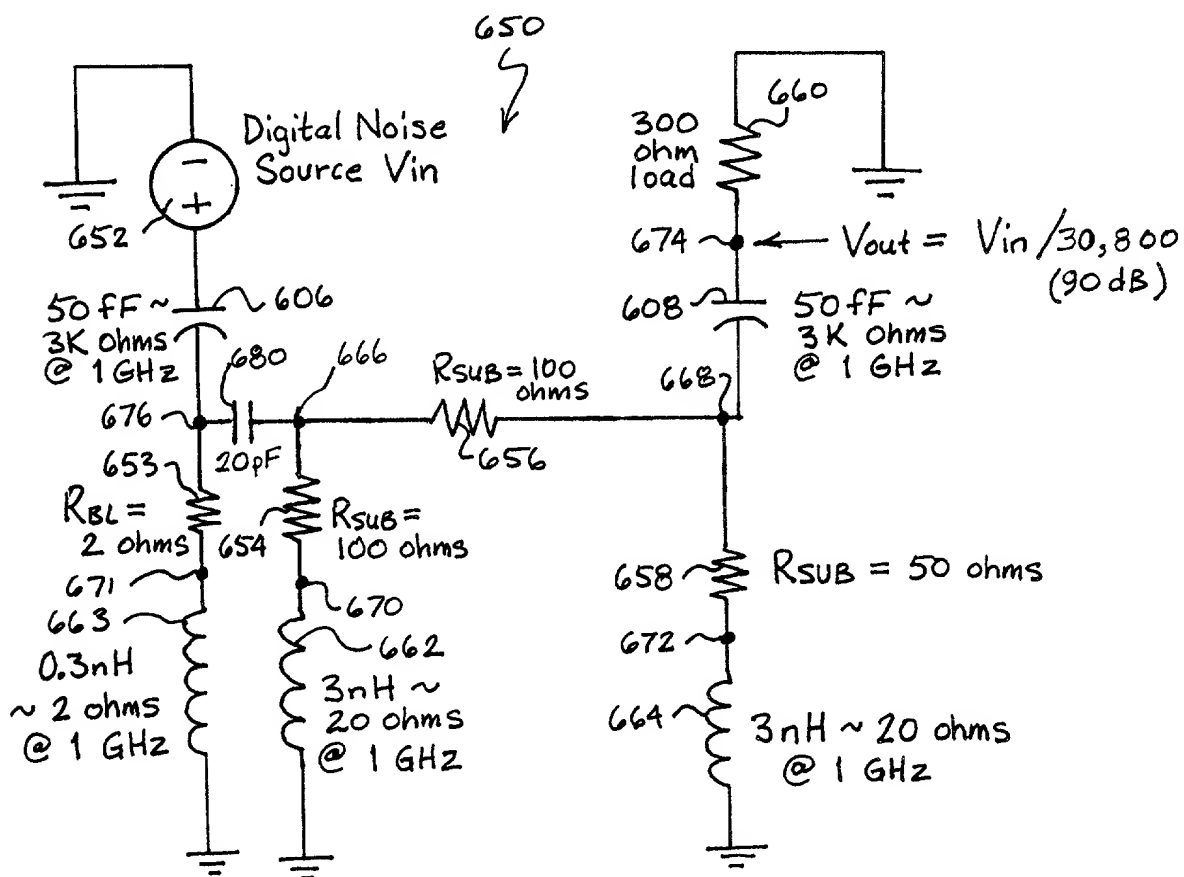 650
Digital Noise
Source Vin
−
+
652
300
ohm
load
660
674
Vout = Vin/30,800
(90 dB)
50fF ~
3K Ohms
@ 1 GHz
606
608
50fF ~
3K Ohms
@ 1 GHz
680
666
RSUB = 100
ohms
668
676
20pF
656
653
RBL =
2 ohms
654
RSUB =
100 ohms
658
RSUB = 50 ohms
671
670
672
663
0.3nH
~ 2 ohms
@ 1 GHz
662
3nH ~
20 ohms
@ 1 GHz
664
3nH ~ 20 ohms
@ 1 GHz